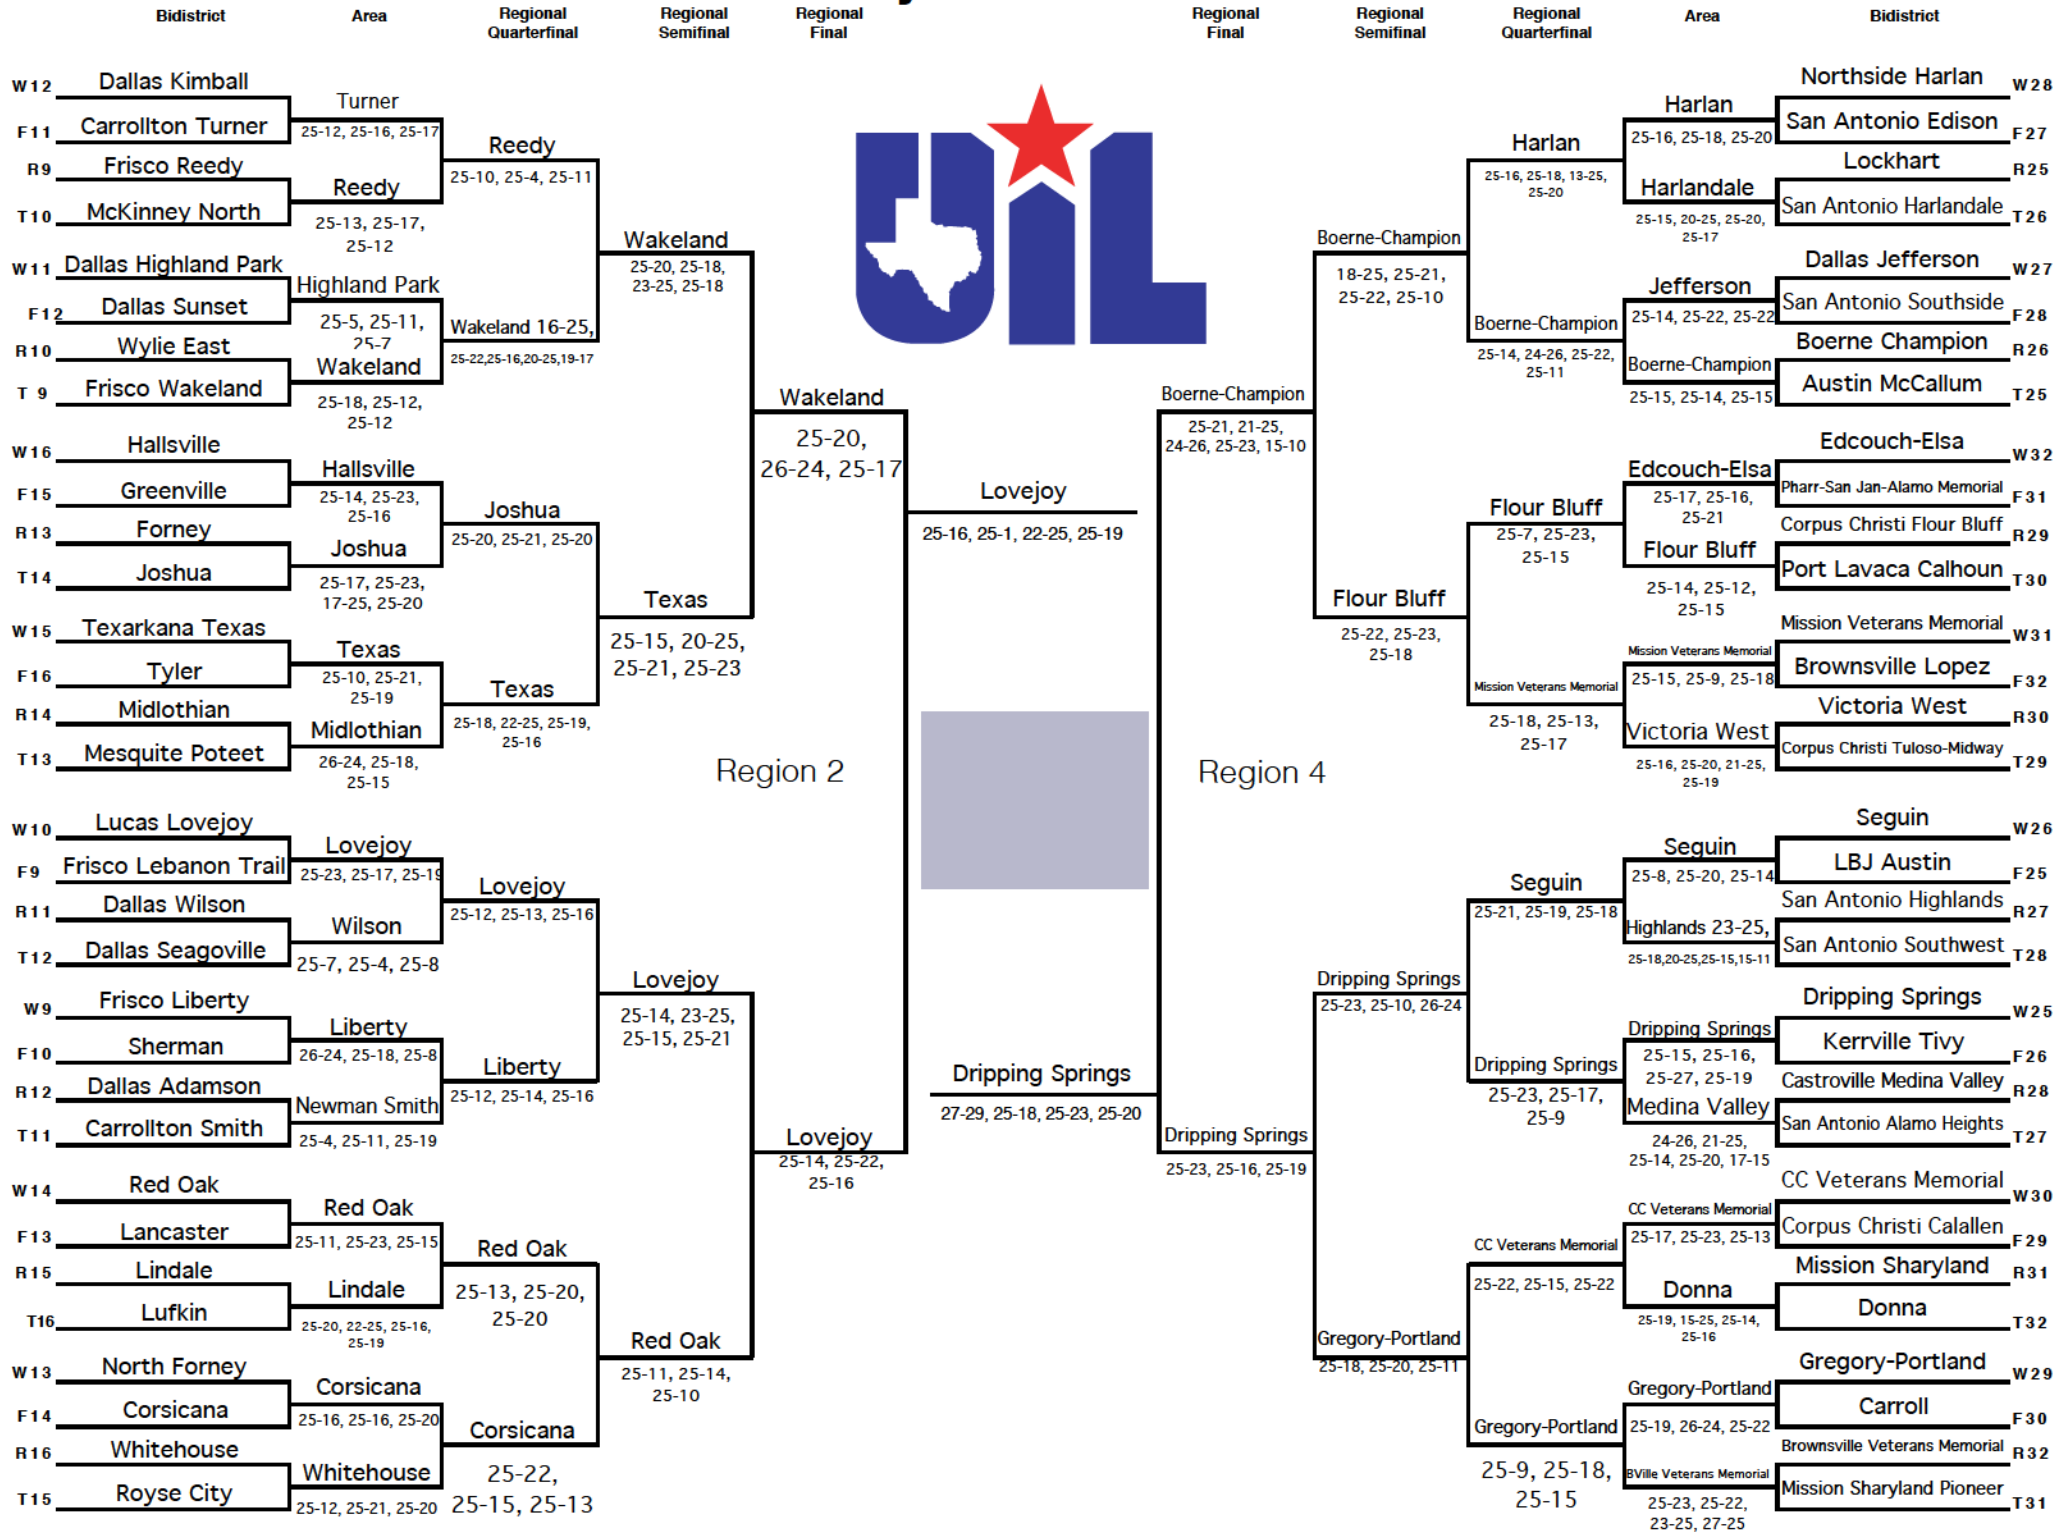 Bidistrict
Area
Regional
Quarterfinal
Regional
Semifinal
Regional
Final
Regional
Final
Regional
Semifinal
Regional
Quarterfinal
Area
Bidistrict
W12 Dallas Kimball
F11 Carrollton Turner
R9 Frisco Reedy
T10 McKinney North
W11 Dallas Highland Park
F12 Dallas Sunset
R10 Wylie East
T 9 Frisco Wakeland
W16 Hallsville
F15 Greenville
R13 Forney
T14 Joshua
W15 Texarkana Texas
F16 Tyler
R14 Midlothian
T13 Mesquite Poteet
W10 Lucas Lovejoy
F9 Frisco Lebanon Trail
R11 Dallas Wilson
T12 Dallas Seagoville
W9 Frisco Liberty
F10 Sherman
R12 Dallas Adamson
T11 Carrollton Smith
W14 Red Oak
F13 Lancaster
R15 Lindale
T16 Lufkin
W13 North Forney
F14 Corsicana
R16 Whitehouse
T15 Royse City
Turner
25-12, 25-16, 25-17
Reedy
25-13, 25-17,
25-12
Highland Park
25-5, 25-11,
25-7
Wakeland
25-18, 25-12,
25-12
Hallsville
25-14, 25-23,
25-16
Joshua
25-17, 25-23,
17-25, 25-20
Texas
25-10, 25-21,
25-19
Midlothian
26-24, 25-18,
25-15
Lovejoy
25-23, 25-17, 25-19
Wilson
25-7, 25-4, 25-8
Liberty
26-24, 25-18, 25-8
Newman Smith
25-4, 25-11, 25-19
Red Oak
25-11, 25-23, 25-15
Lindale
25-20, 22-25, 25-16,
25-19
Corsicana
25-16, 25-16, 25-20
Whitehouse
25-12, 25-21, 25-20
Reedy
25-10, 25-4, 25-11
Wakeland 16-25,
25-22,25-16,20-25,19-17
Joshua
25-20, 25-21, 25-20
Texas
25-18, 22-25, 25-19,
25-16
Lovejoy
25-12, 25-13, 25-16
Liberty
25-12, 25-14, 25-16
Red Oak
25-13, 25-20,
25-20
Corsicana
25-22,
25-15, 25-13
Wakeland
25-20, 25-18,
23-25, 25-18
Texas
25-15, 20-25,
25-21, 25-23
Lovejoy
25-14, 23-25,
25-15, 25-21
Red Oak
25-11, 25-14,
25-10
Wakeland
25-20,
26-24, 25-17
Lovejoy
25-14, 25-22,
25-16
Region 2
UIL
Lovejoy
25-16, 25-1, 22-25, 25-19
Dripping Springs
27-29, 25-18, 25-23, 25-20
Region 4
Boerne-Champion
25-21, 21-25,
24-26, 25-23, 15-10
Dripping Springs
25-23, 25-16, 25-19
Boerne-Champion
18-25, 25-21,
25-22, 25-10
Flour Bluff
25-22, 25-23,
25-18
Dripping Springs
25-23, 25-10, 26-24
Gregory-Portland
25-18, 25-20, 25-11
Harlan
25-16, 25-18, 13-25,
25-20
Boerne-Champion
25-14, 24-26, 25-22,
25-11
Flour Bluff
25-7, 25-23,
25-15
Mission Veterans Memorial
25-18, 25-13,
25-17
Seguin
25-21, 25-19, 25-18
Dripping Springs
25-23, 25-17,
25-9
CC Veterans Memorial
25-22, 25-15, 25-22
Gregory-Portland
25-9, 25-18,
25-15
Harlan
25-16, 25-18, 25-20
Harlandale
25-15, 20-25, 25-20,
25-17
Jefferson
25-14, 25-22, 25-22
Boerne-Champion
25-15, 25-14, 25-15
Edcouch-Elsa
25-17, 25-16,
25-21
Flour Bluff
25-14, 25-12,
25-15
Mission Veterans Memorial
25-15, 25-9, 25-18
Victoria West
25-16, 25-20, 21-25,
25-19
Seguin
25-8, 25-20, 25-14
Highlands 23-25,
25-18,20-25,25-15,15-11
Dripping Springs
25-15, 25-16,
25-27, 25-19
Medina Valley
24-26, 21-25,
25-14, 25-20, 17-15
CC Veterans Memorial
25-17, 25-23, 25-13
Donna
25-19, 15-25, 25-14,
25-16
Gregory-Portland
25-19, 26-24, 25-22
BVille Veterans Memorial
25-23, 25-22,
23-25, 27-25
Northside Harlan W28
San Antonio Edison F27
Lockhart R25
San Antonio Harlandale T26
Dallas Jefferson W27
San Antonio Southside F28
Boerne Champion R26
Austin McCallum T25
Edcouch-Elsa W32
Pharr-San Jan-Alamo Memorial F31
Corpus Christi Flour Bluff R29
Port Lavaca Calhoun T30
Mission Veterans Memorial W31
Brownsville Lopez F32
Victoria West R30
Corpus Christi Tuloso-Midway T29
Seguin W26
LBJ Austin F25
San Antonio Highlands R27
San Antonio Southwest T28
Dripping Springs W25
Kerrville Tivy F26
Castroville Medina Valley R28
San Antonio Alamo Heights T27
CC Veterans Memorial W30
Corpus Christi Calallen F29
Mission Sharyland R31
Donna T32
Gregory-Portland W29
Carroll F30
Brownsville Veterans Memorial R32
Mission Sharyland Pioneer T31